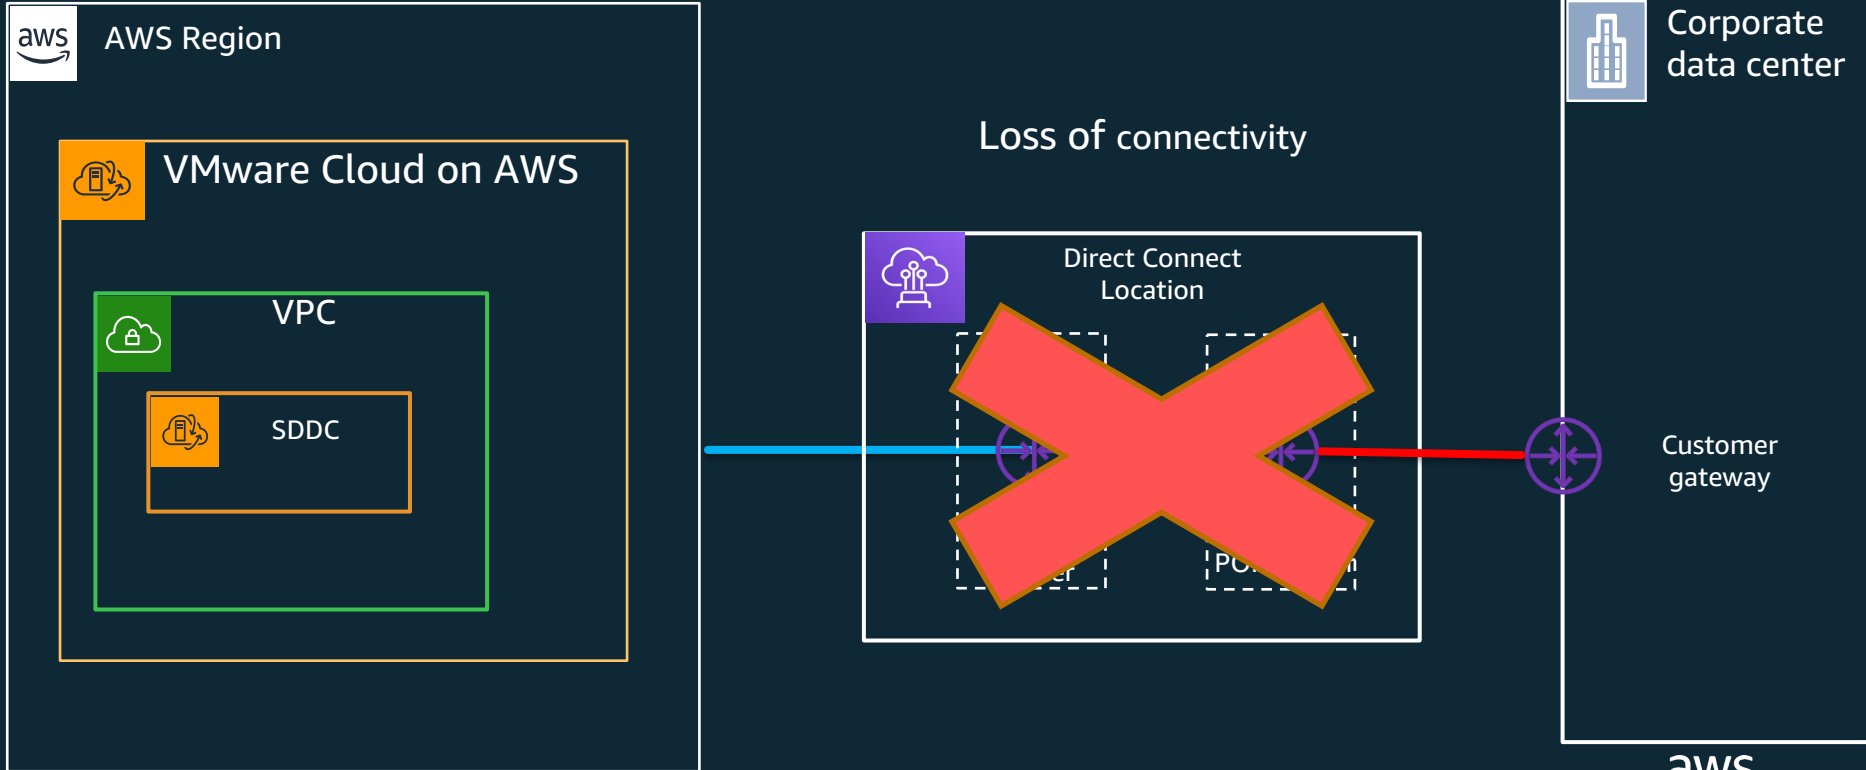 aws
AWS Region
Corporate
data center
Loss of connectivity
VMware Cloud on AWS
Direct Connect
Location
VPC
SDDC
Customer
gateway
aws